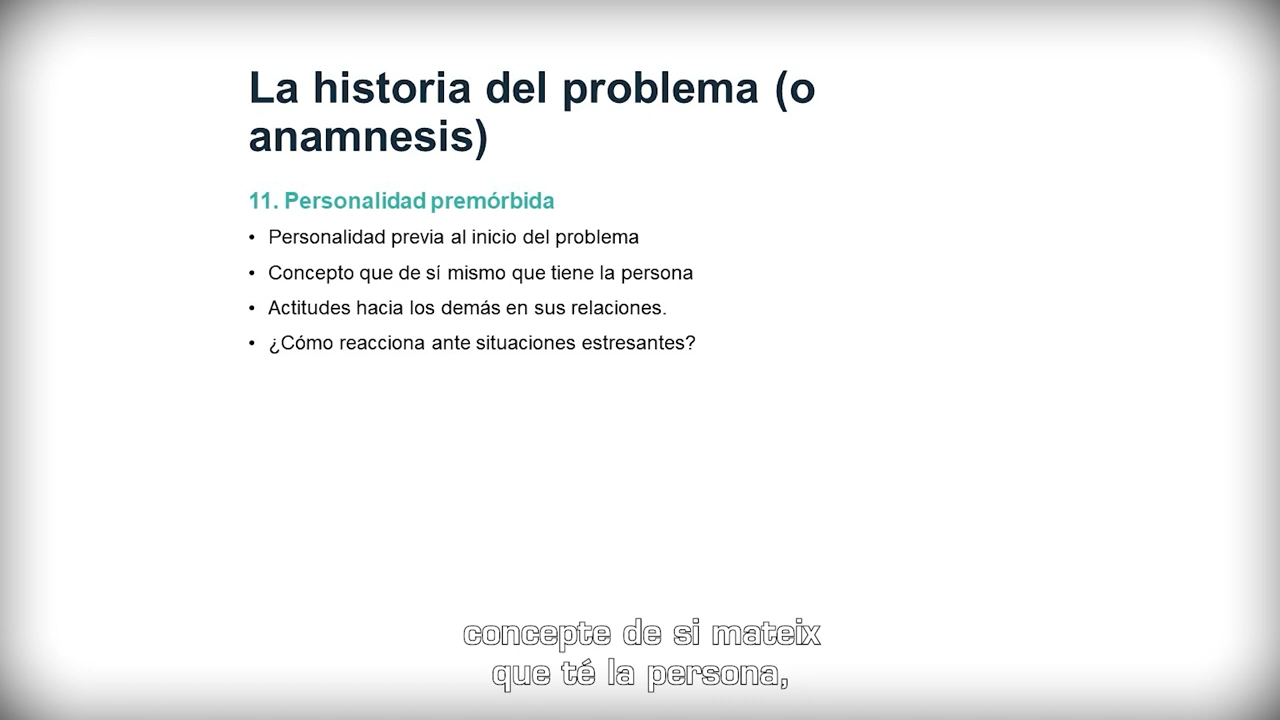 La historia del problema (o
anamnesis)
11. Personalidad premórbida
• Personalidad previa al inicio del problema
• Concepto que de sí mismo que tiene la persona
• Actitudes hacia los demás en sus relaciones.
• ¿Cómo reacciona ante situaciones estresantes?
concepte de si mateix
que té la persona,